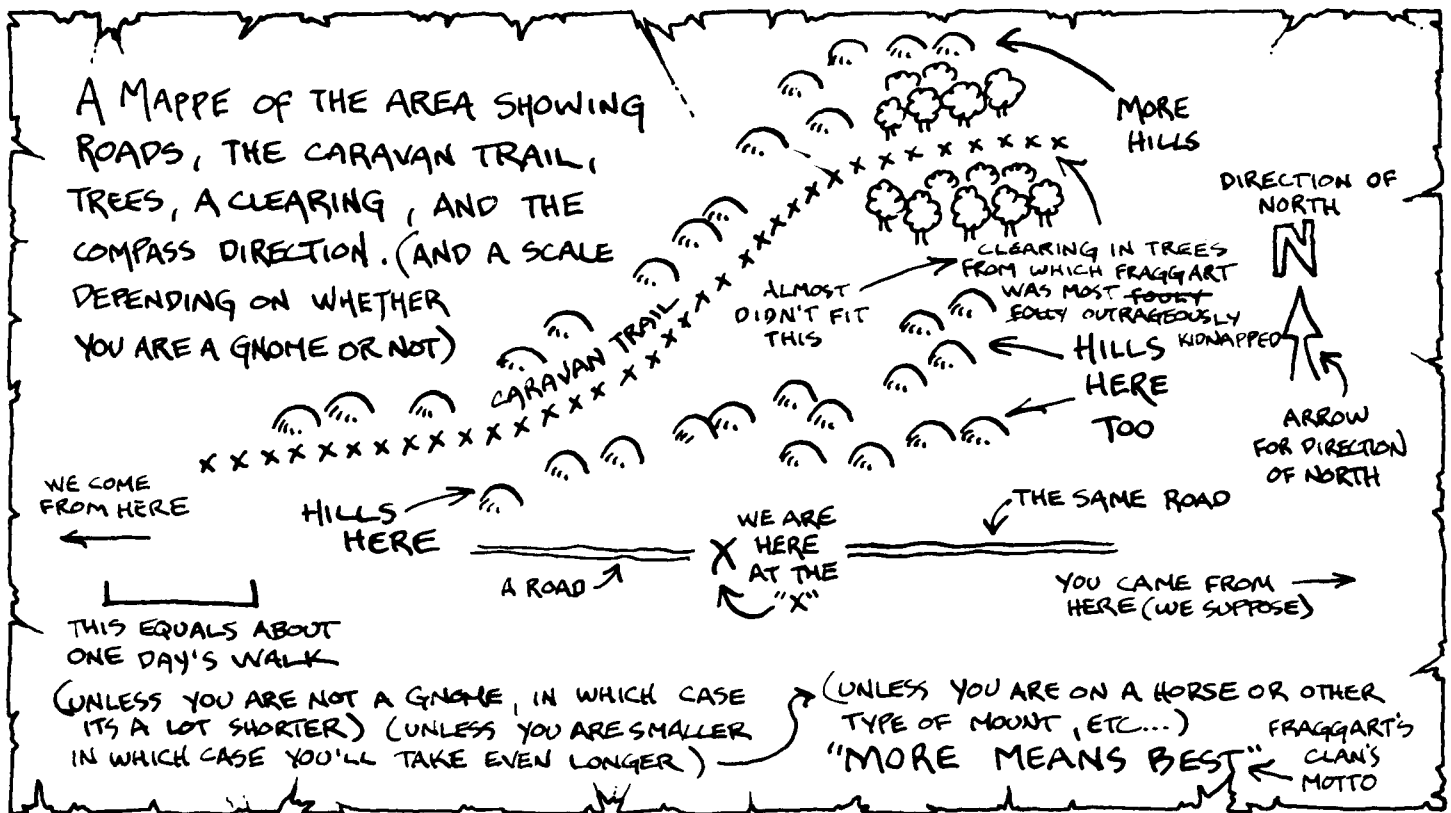 A MAPPE OF THE AREA SHOWING
ROADS, THE CARAVAN TRAIL,
TREES, A CLEARING, AND THE
COMPASS DIRECTION. (AND A SCALE
DEPENDING ON WHETHER
YOU ARE A GNOME OR NOT)
MORE
HILLS
DIRECTION OF
NORTH
N
CLEARING IN TREES
FROM WHICH FRAGGART
WAS MOST FOULY
FOLLY OUTRAGEOUSLY
KIDNAPPED
ALMOST
DIDN'T FIT
THIS
CARAVAN TRAIL
HILLS
HERE
TOO
ARROW
FOR DIRECTION
OF NORTH
WE COME
FROM HERE
HILLS
HERE
THE SAME ROAD
A ROAD
X
WE ARE
HERE
AT THE
"X"
YOU CAME FROM
HERE (WE SUPPOSE)
THIS EQUALS ABOUT
ONE DAY'S WALK
(UNLESS YOU ARE NOT A GNOME, IN WHICH CASE
ITS A LOT SHORTER) (UNLESS YOU ARE SMALLER
IN WHICH CASE YOU'LL TAKE EVEN LONGER)
(UNLESS YOU ARE ON A HORSE OR OTHER
TYPE OF MOUNT, ETC...)
"MORE MEANS BEST"
FRAGGART'S
CLAN'S
MOTTO